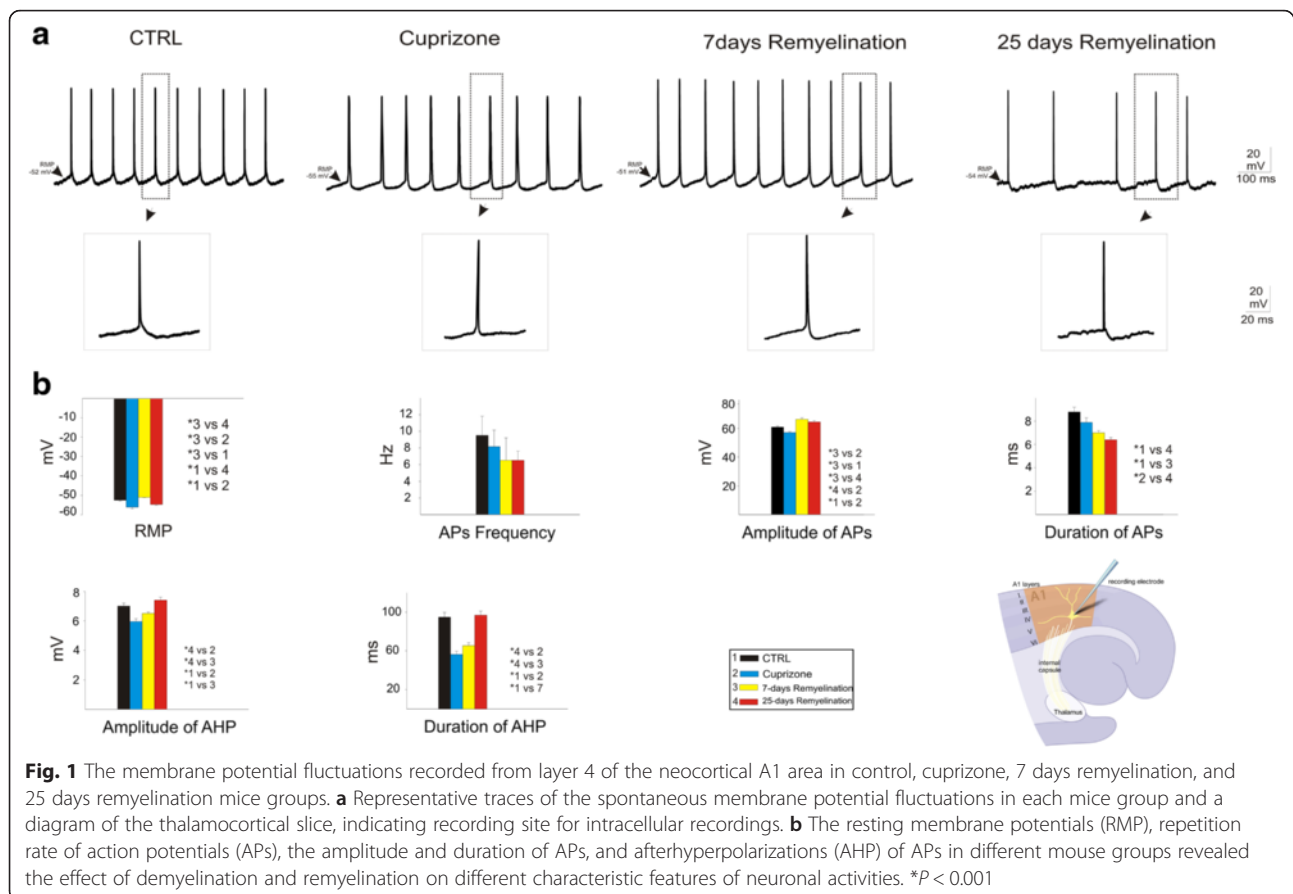 a
CTRL
Cuprizone
7days Remyelination
25 days Remyelination
RMP
-52 mV
RMP
-55 mV
RMP
-51 mV
RMP
-54 mV
20
mV
100 ms
20
mV
20 ms
b
mV
-10
-20
-30
-40
-50
-60
*3 vs 4
*3 vs 2
*3 vs 1
*1 vs 4
*1 vs 2
RMP
Hz
12
10
8
6
4
2
APs Frequency
mV
80
60
40
20
*3 vs 2
*3 vs 1
*3 vs 4
*4 vs 2
*1 vs 2
Amplitude of APs
ms
8
6
4
2
*1 vs 4
*1 vs 3
*2 vs 4
Duration of APs
mV
8
6
4
2
*4 vs 2
*4 vs 3
*1 vs 2
*1 vs 3
Amplitude of AHP
ms
100
60
20
*4 vs 2
*4 vs 3
*1 vs 2
*1 vs 7
Duration of AHP
1 CTRL
2 Cuprizone
3 7-days Remyelination
4 25-days Remyelination
A1 layers
recording electrode
A1
I
II
III
IV
V
VI
internal
capsule
Thalamus
Fig. 1 The membrane potential fluctuations recorded from layer 4 of the neocortical A1 area in control, cuprizone, 7 days remyelination, and
25 days remyelination mice groups. a Representative traces of the spontaneous membrane potential fluctuations in each mice group and a
diagram of the thalamocortical slice, indicating recording site for intracellular recordings. b The resting membrane potentials (RMP), repetition
rate of action potentials (APs), the amplitude and duration of APs, and afterhyperpolarizations (AHP) of APs in different mouse groups revealed
the effect of demyelination and remyelination on different characteristic features of neuronal activities. *P < 0.001